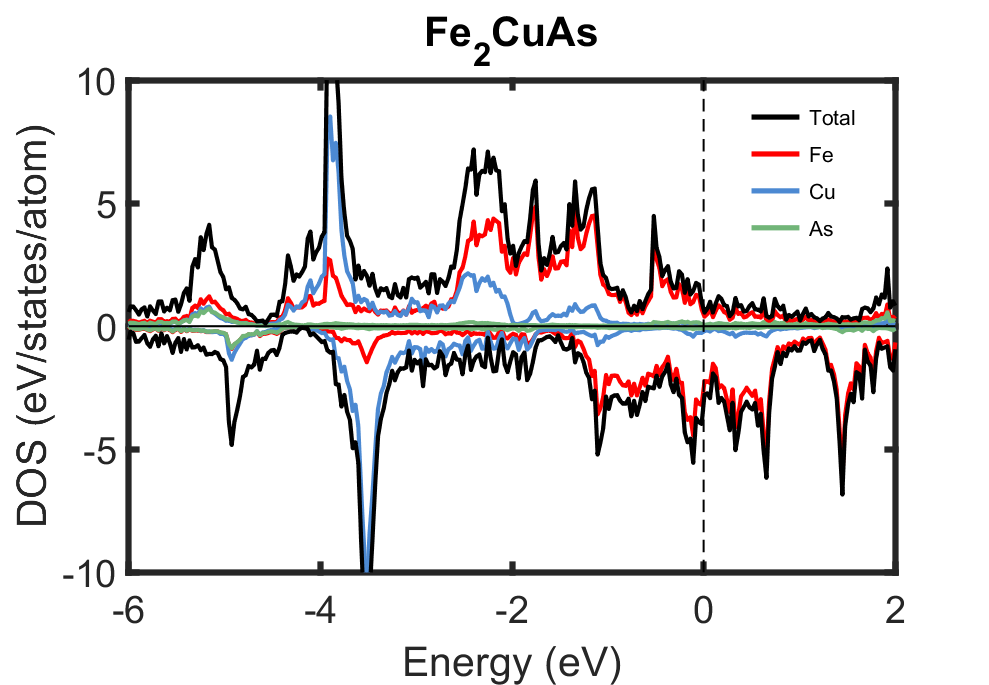 Fe₂CuAs
DOS (eV/states/atom)
10
5
0
-5
-10
Total
Fe
Cu
As
-6 -4 -2 0 2
Energy (eV)